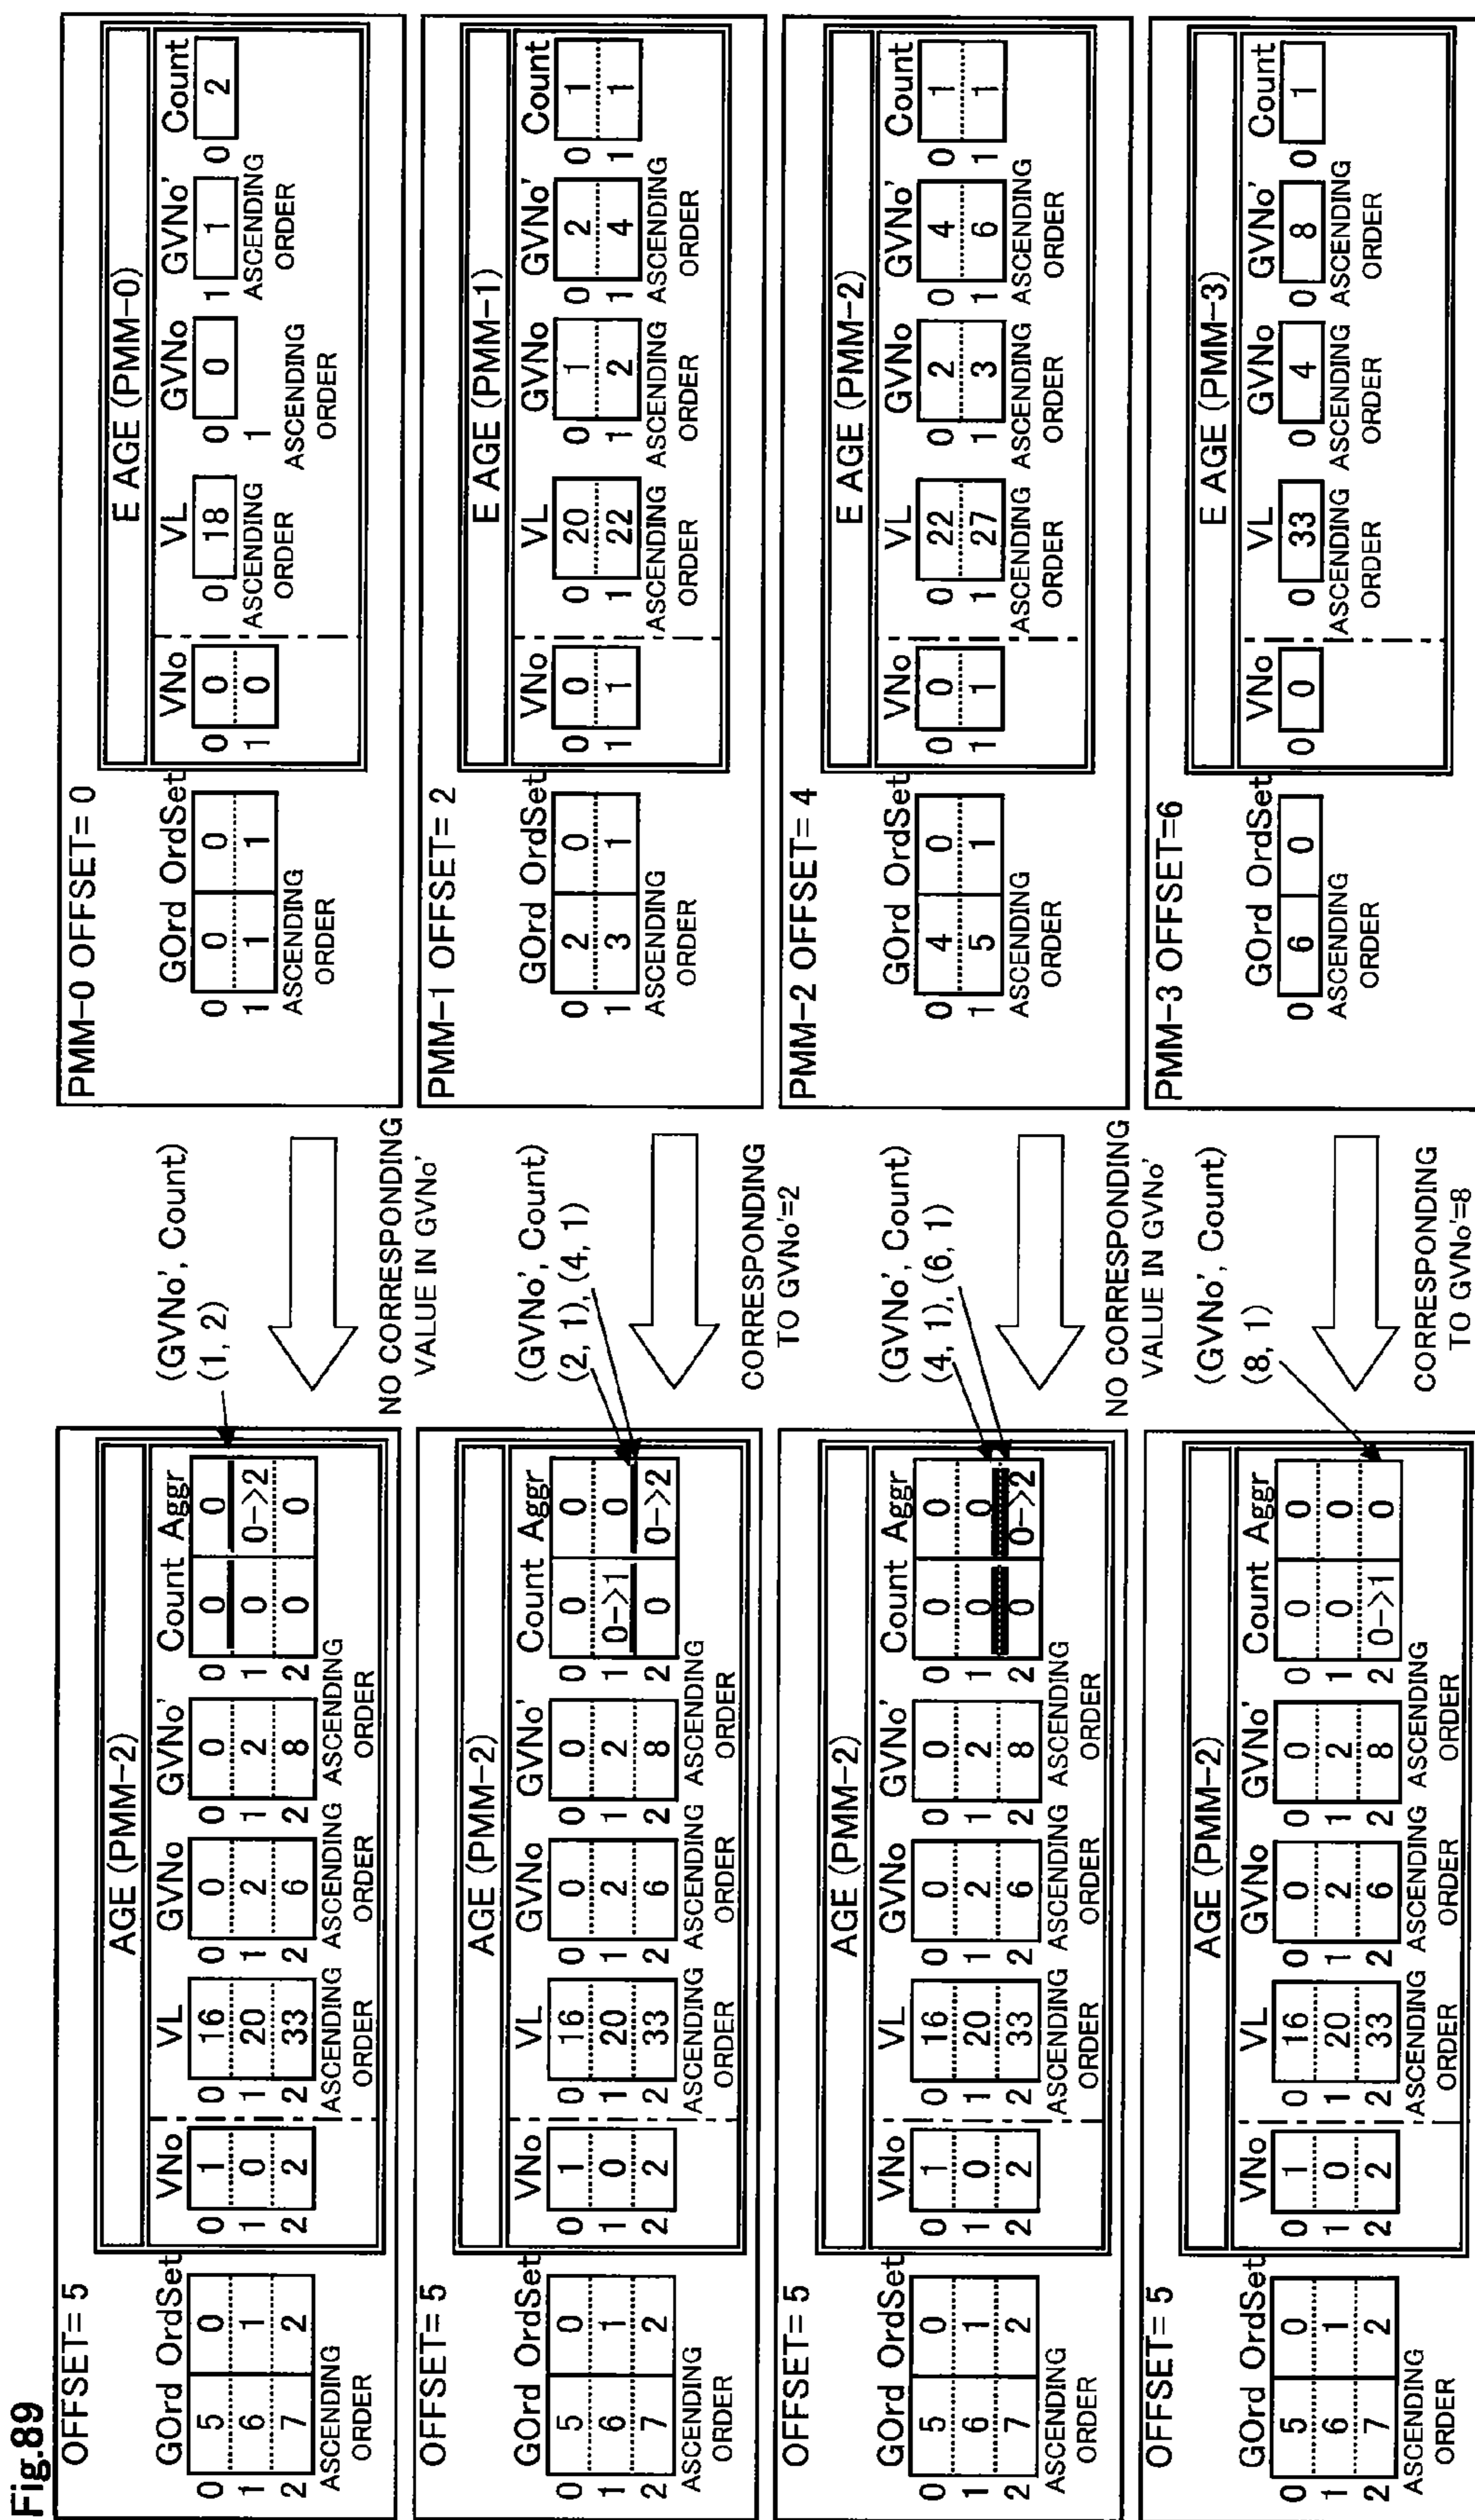 Fig.89
OFFSET= 5
GOrd OrdSet
0 5 0
1 6 1
2 7 2
ASCENDING
ORDER
AGE (PMM-2)
VNo VL GVNo GVNo' Count Aggr
0 1 0 16 0 0 0 0 0 0 0
1 0 1 20 1 2 1 2 1 0 0->2
2 2 2 33 2 6 2 8 2 0 0
ASCENDING ASCENDING ASCENDING
ORDER ORDER ORDER
(GVNo', Count)
(1, 2)
NO CORRESPONDING
VALUE IN GVNo'
PMM-0 OFFSET= 0
GOrd OrdSet
0 0 0
1 1 1
ASCENDING
ORDER
E AGE (PMM-0)
VNo VL GVNo GVNo' Count
0 0 0 18 0 0 1 1 0 2
1 0 1
ASCENDING ASCENDING ASCENDING
ORDER ORDER ORDER
OFFSET= 5
GOrd OrdSet
0 5 0
1 6 1
2 7 2
ASCENDING
ORDER
AGE (PMM-2)
VNo VL GVNo GVNo' Count Aggr
0 1 0 16 0 0 0 0 0 0 0
1 0 1 20 1 2 1 2 1 0->1 0
2 2 2 33 2 6 2 8 2 0 0->2
ASCENDING ASCENDING ASCENDING
ORDER ORDER ORDER
(GVNo', Count)
(2, 1), (4, 1)
CORRESPONDING
TO GVNo'=2
PMM-1 OFFSET= 2
GOrd OrdSet
0 2 0
1 3 1
ASCENDING
ORDER
E AGE (PMM-1)
VNo VL GVNo GVNo' Count
0 0 0 20 0 1 0 2 0 1
1 1 1 22 1 2 1 4 1 1
ASCENDING ASCENDING ASCENDING
ORDER ORDER ORDER
OFFSET= 5
GOrd OrdSet
0 5 0
1 6 1
2 7 2
ASCENDING
ORDER
AGE (PMM-2)
VNo VL GVNo GVNo' Count Aggr
0 1 0 16 0 0 0 0 0 0 0
1 0 1 20 1 2 1 2 1 0 0
2 2 2 33 2 6 2 8 2 0 0->2
ASCENDING ASCENDING ASCENDING
ORDER ORDER ORDER
(GVNo', Count)
(4, 1), (6, 1)
NO CORRESPONDING
VALUE IN GVNo'
PMM-2 OFFSET= 4
GOrd OrdSet
0 4 0
1 5 1
ASCENDING
ORDER
E AGE (PMM-2)
VNo VL GVNo GVNo' Count
0 0 0 22 0 2 0 4 0 1
1 1 1 27 1 3 1 6 1 1
ASCENDING ASCENDING ASCENDING
ORDER ORDER ORDER
OFFSET= 5
GOrd OrdSet
0 5 0
1 6 1
2 7 2
ASCENDING
ORDER
AGE (PMM-2)
VNo VL GVNo GVNo' Count Aggr
0 1 0 16 0 0 0 0 0 0 0
1 0 1 20 1 2 1 2 1 0 0
2 2 2 33 2 6 2 8 2 0->1 0
ASCENDING ASCENDING ASCENDING
ORDER ORDER ORDER
(GVNo', Count)
(8, 1)
CORRESPONDING
TO GVNo'=8
PMM-3 OFFSET=6
GOrd OrdSet
0 6 0
ASCENDING
ORDER
E AGE (PMM-3)
VNo VL GVNo GVNo' Count
0 0 0 33 0 4 0 8 0 1
ASCENDING ASCENDING ASCENDING
ORDER ORDER ORDER